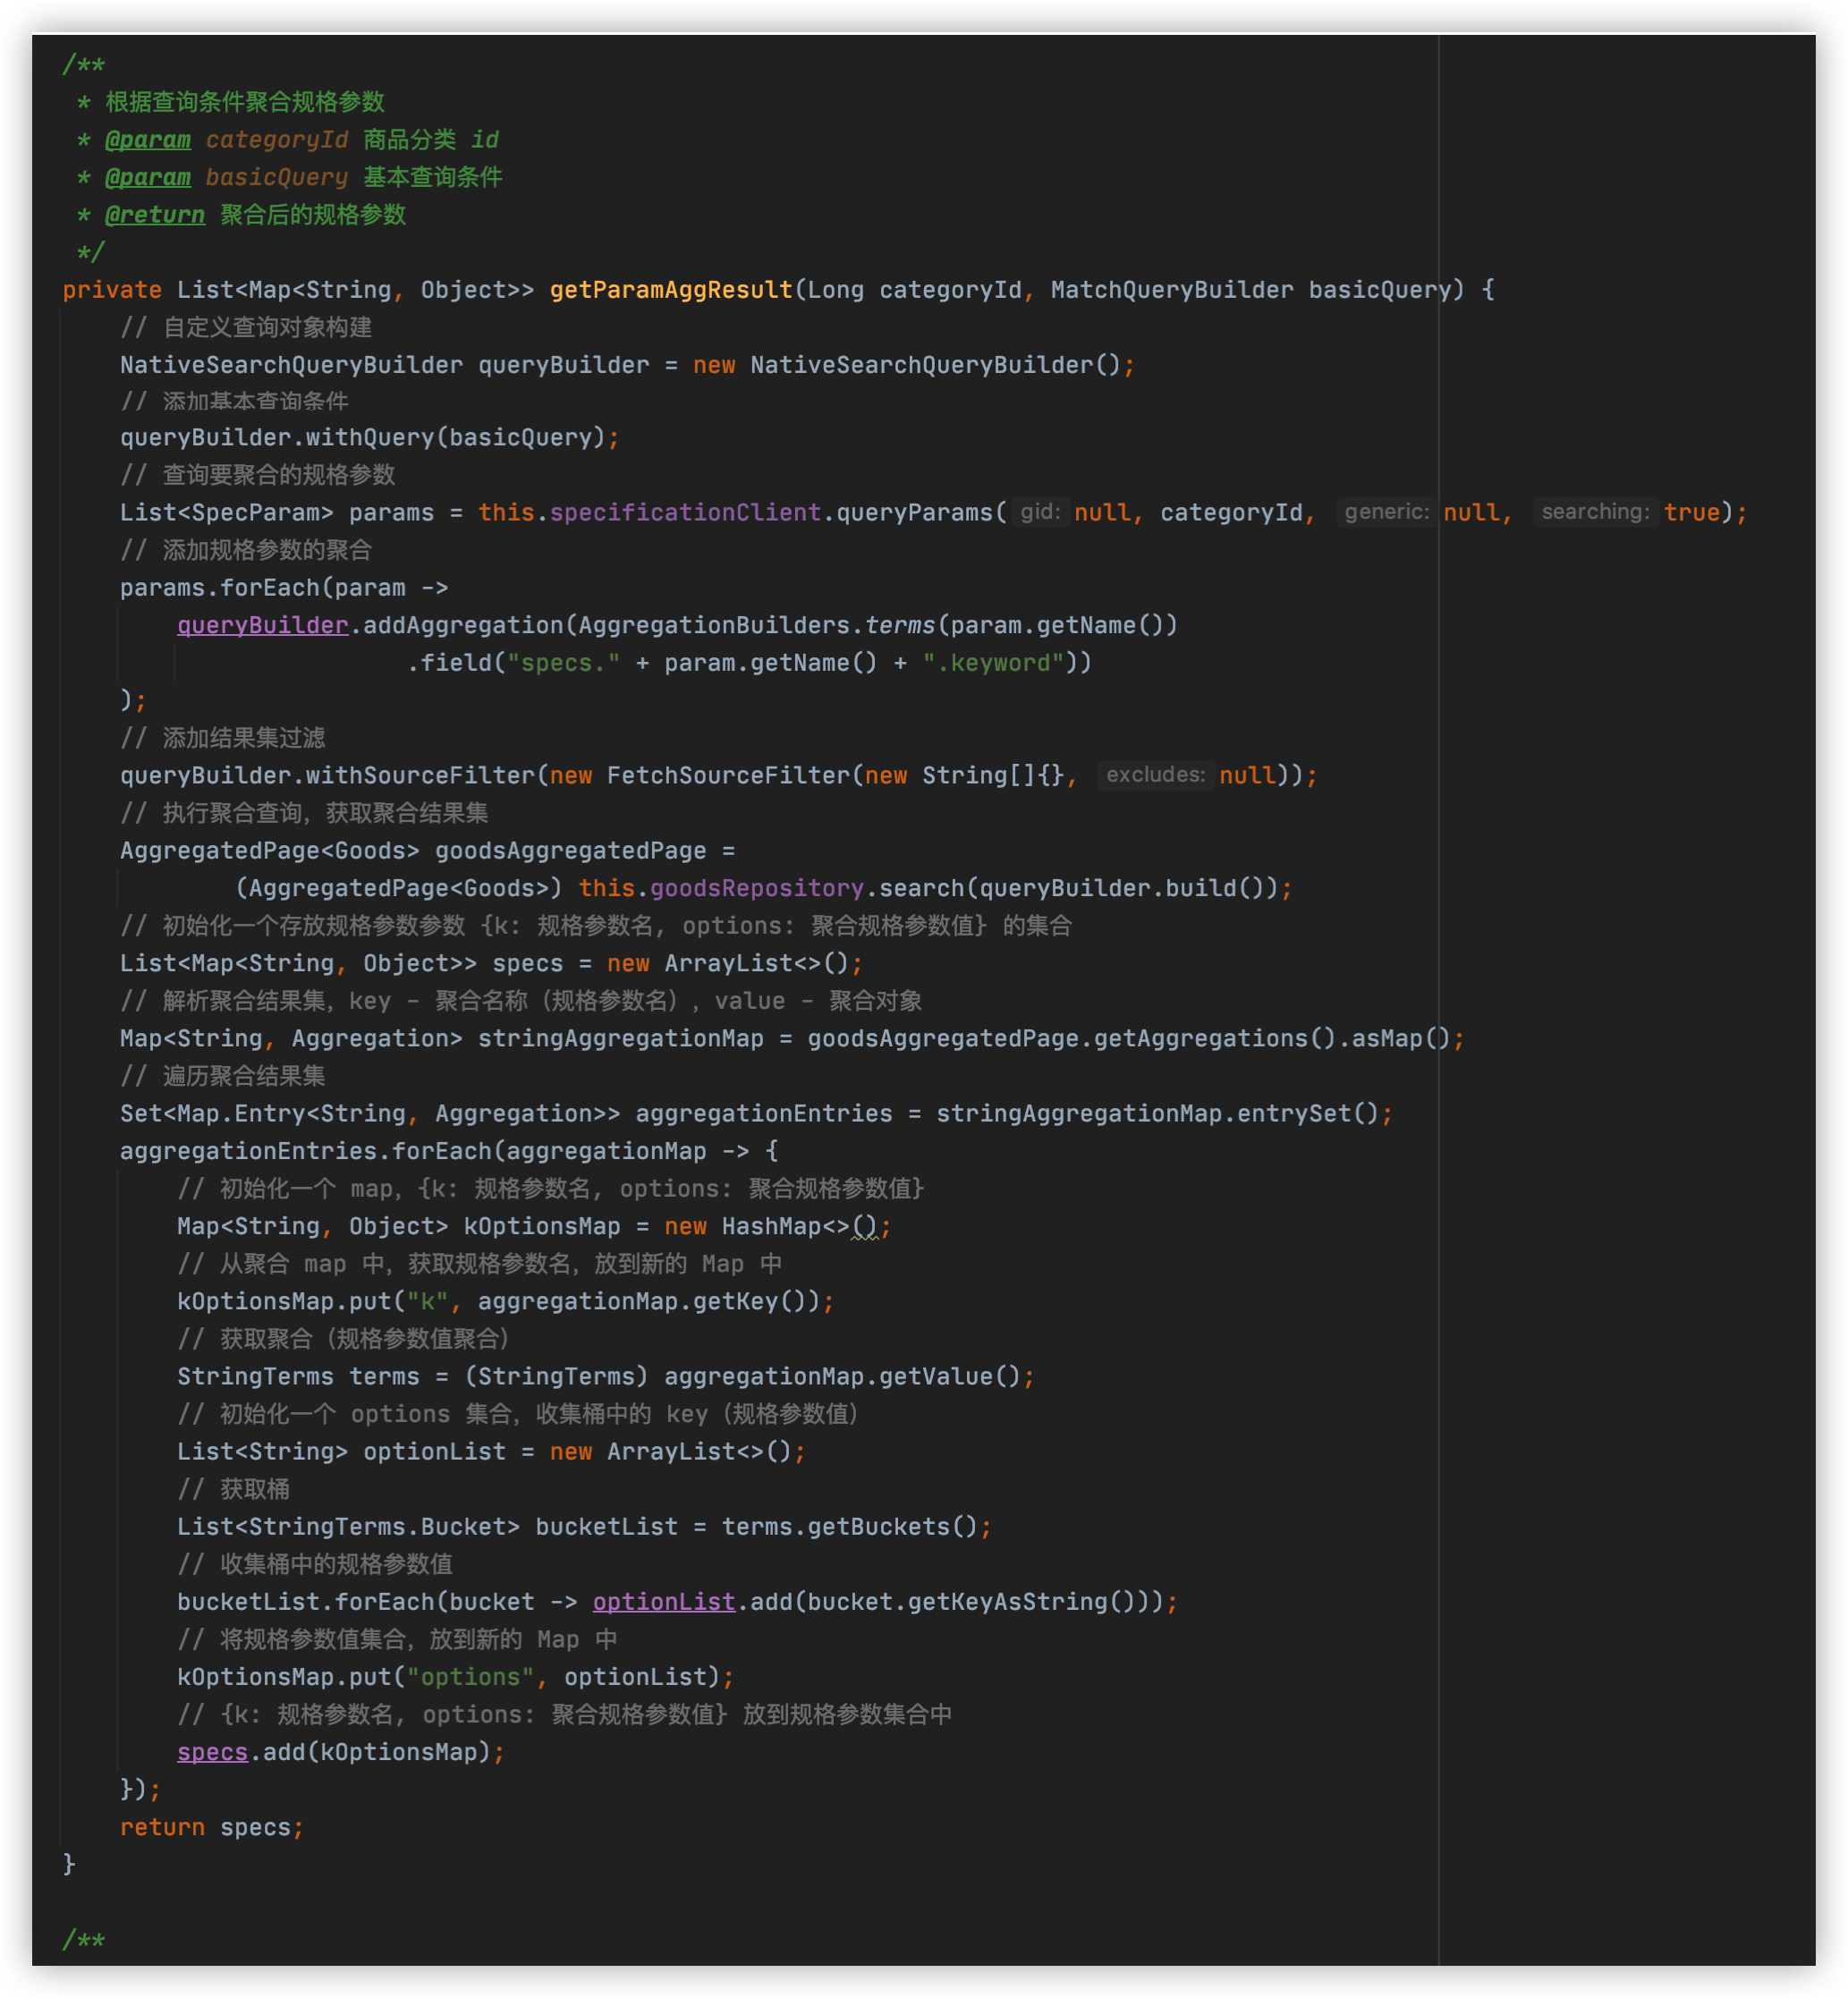 /**
 * 根据查询条件聚合规格参数
 * @param categoryId 商品分类 id
 * @param basicQuery 基本查询条件
 * @return 聚合后的规格参数
 */
private List<Map<String, Object>> getParamAggResult(Long categoryId, MatchQueryBuilder basicQuery) {
    // 自定义查询对象构建
    NativeSearchQueryBuilder queryBuilder = new NativeSearchQueryBuilder();
    // 添加基本查询条件
    queryBuilder.withQuery(basicQuery);
    // 查询要聚合的规格参数
    List<SpecParam> params = this.specificationClient.queryParams( gid: null, categoryId, generic: null, searching: true);
    // 添加规格参数的聚合
    params.forEach(param ->
        queryBuilder.addAggregation(AggregationBuilders.terms(param.getName())
                        .field("specs." + param.getName() + ".keyword"))
    );
    // 添加结果集过滤
    queryBuilder.withSourceFilter(new FetchSourceFilter(new String[]{}, excludes: null));
    // 执行聚合查询，获取聚合结果集
    AggregatedPage<Goods> goodsAggregatedPage =
            (AggregatedPage<Goods>) this.goodsRepository.search(queryBuilder.build());
    // 初始化一个存放规格参数参数 {k: 规格参数名, options: 聚合规格参数值} 的集合
    List<Map<String, Object>> specs = new ArrayList<>();
    // 解析聚合结果集，key - 聚合名称（规格参数名），value - 聚合对象
    Map<String, Aggregation> stringAggregationMap = goodsAggregatedPage.getAggregations().asMap();
    // 遍历聚合结果集
    Set<Map.Entry<String, Aggregation>> aggregationEntries = stringAggregationMap.entrySet();
    aggregationEntries.forEach(aggregationMap -> {
        // 初始化一个 map，{k: 规格参数名, options: 聚合规格参数值}
        Map<String, Object> kOptionsMap = new HashMap<>();
        // 从聚合 map 中，获取规格参数名，放到新的 Map 中
        kOptionsMap.put("k", aggregationMap.getKey());
        // 获取聚合（规格参数值聚合）
        StringTerms terms = (StringTerms) aggregationMap.getValue();
        // 初始化一个 options 集合，收集桶中的 key（规格参数值）
        List<String> optionList = new ArrayList<>();
        // 获取桶
        List<StringTerms.Bucket> bucketList = terms.getBuckets();
        // 收集桶中的规格参数值
        bucketList.forEach(bucket -> optionList.add(bucket.getKeyAsString()));
        // 将规格参数值集合，放到新的 Map 中
        kOptionsMap.put("options", optionList);
        // {k: 规格参数名, options: 聚合规格参数值} 放到规格参数集合中
        specs.add(kOptionsMap);
    });
    return specs;
}
/**